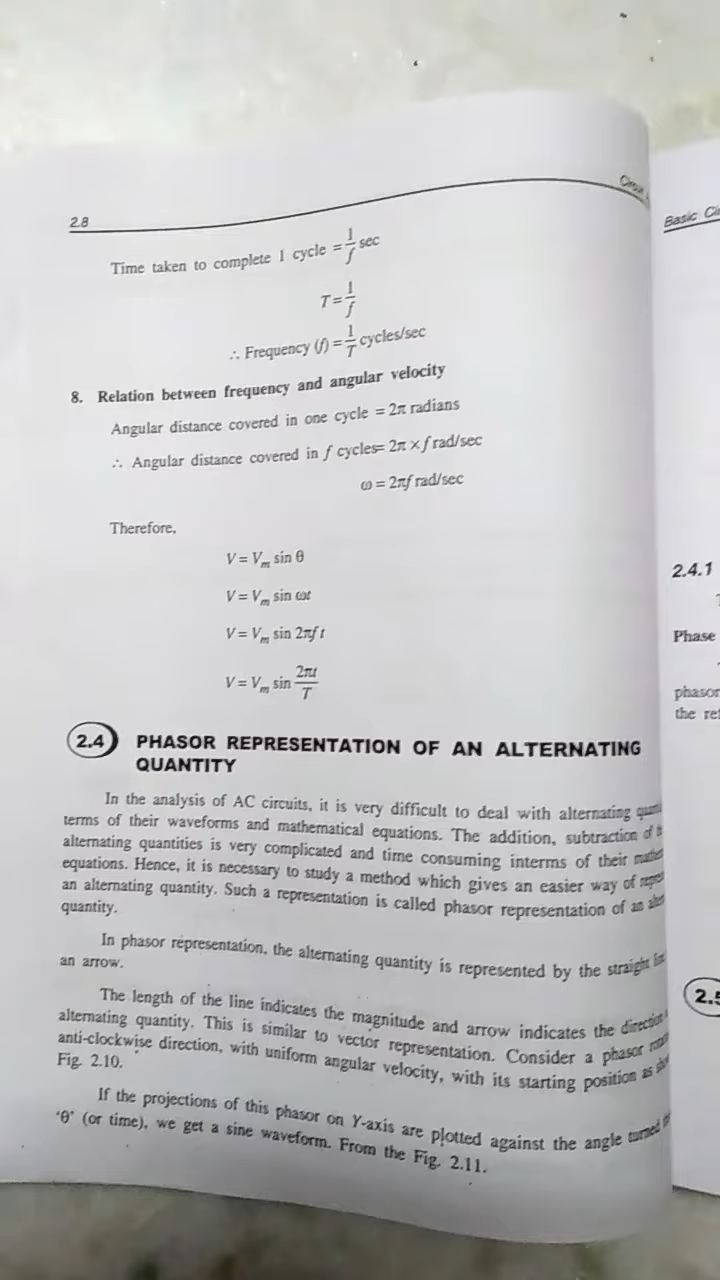 2.8
Time taken to complete 1 cycle = 1/f sec
T = 1/f
∴ Frequency (f) = 1/T cycles/sec
8. Relation between frequency and angular velocity
Angular distance covered in one cycle = 2π radians
∴ Angular distance covered in f cycles= 2π × f rad/sec
ω = 2πf rad/sec
Therefore,
V = Vm sin θ
V = Vm sin ωt
V = Vm sin 2πf t
V = Vm sin 2πt/T
2.4 PHASOR REPRESENTATION OF AN ALTERNATING
QUANTITY
In the analysis of AC circuits, it is very difficult to deal with alternating
terms of their waveforms and mathematical equations. The addition, subtraction of
alternating quantities is very complicated and time consuming interms of their
equations. Hence, it is necessary to study a method which gives an easier way of
an alternating quantity. Such a representation is called phasor representation of an
quantity.
In phasor representation, the alternating quantity is represented by the straight
an arrow.
The length of the line indicates the magnitude and arrow indicates the direction
alternating quantity. This is similar to vector representation. Consider a phasor
anti-clockwise direction, with uniform angular velocity, with its starting position as
Fig. 2.10.
If the projections of this phasor on Y-axis are plotted against the angle turned
'θ' (or time), we get a sine waveform. From the Fig. 2.11.
Basic
2.4.1
Phase
phasor
the